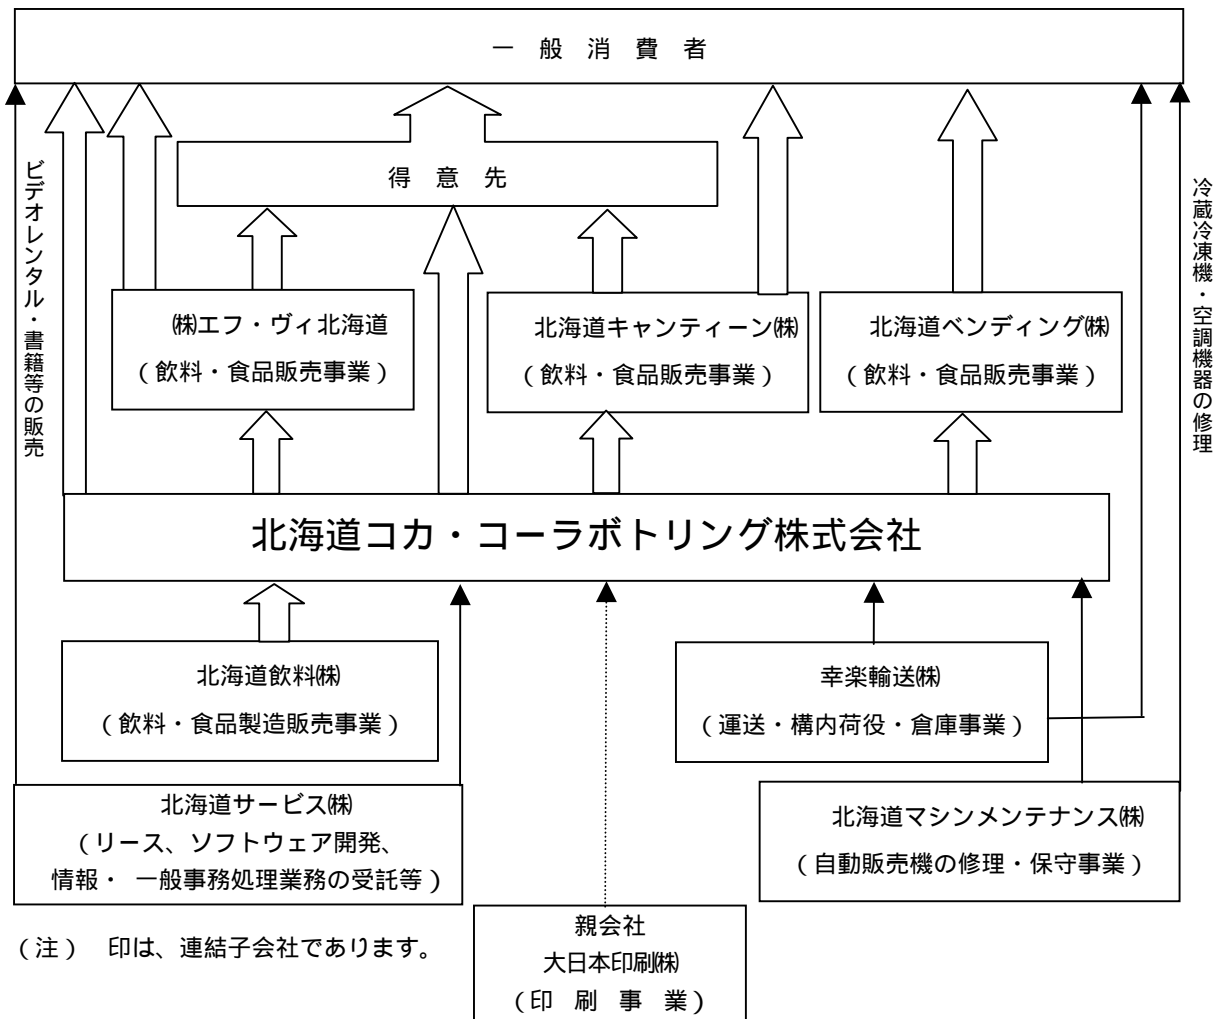 一 般 消 費 者
得 意 先
ビデオレンタル・書籍等の販売
冷蔵冷凍機・空調機器の修理
㈱エフ・ヴィ北海道
（飲料・食品販売事業）
北海道キャンティーン㈱
（飲料・食品販売事業）
北海道ベンディング㈱
（飲料・食品販売事業）
北海道コカ・コーラボトリング株式会社
北海道飲料㈱
（飲料・食品製造販売事業）
幸楽輸送㈱
（運送・構内荷役・倉庫事業）
北海道サービス㈱
（リース、ソフトウェア開発、
情報・ 一般事務処理業務の受託等）
北海道マシンメンテナンス㈱
（自動販売機の修理・保守事業）
親会社
大日本印刷㈱
（印 刷 事 業）
（注）　印は、連結子会社であります。